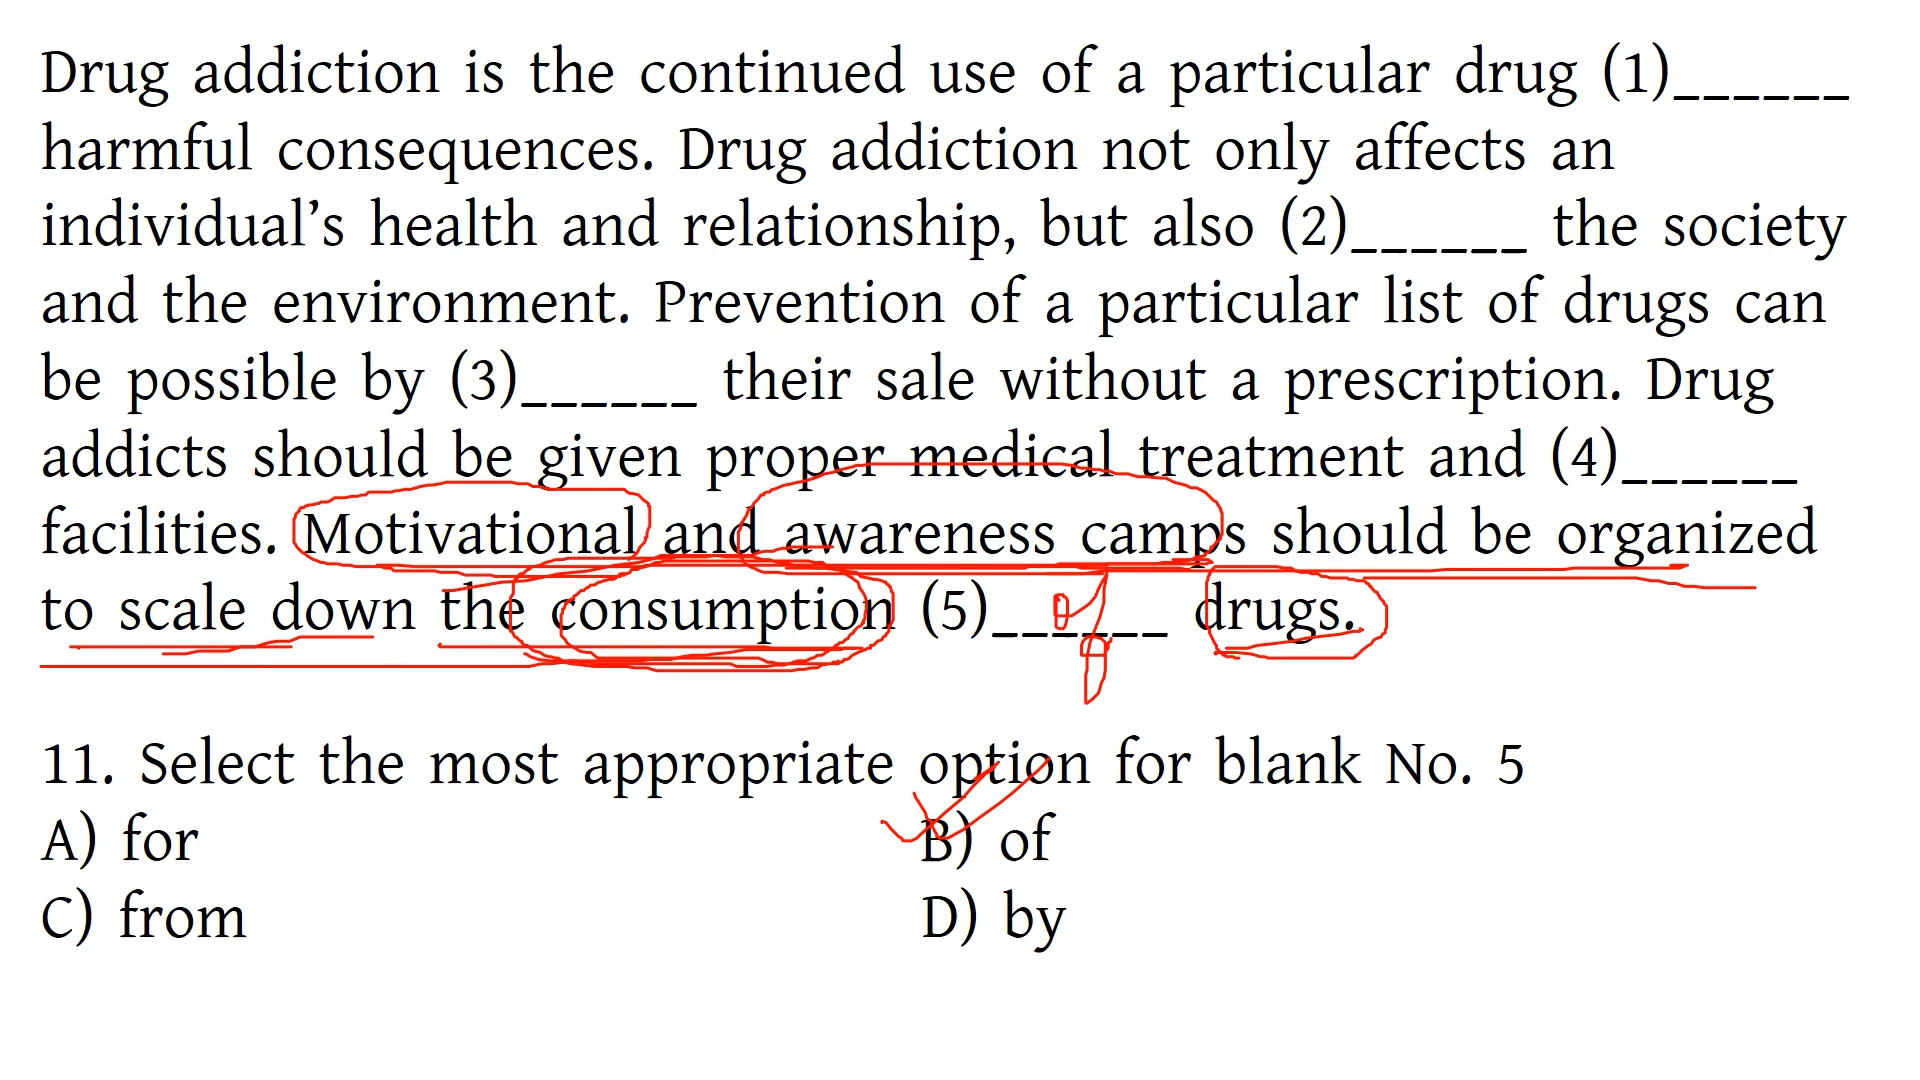 Drug addiction is the continued use of a particular drug (1)______
harmful consequences. Drug addiction not only affects an
individual’s health and relationship, but also (2)______ the society
and the environment. Prevention of a particular list of drugs can
be possible by (3)______ their sale without a prescription. Drug
addicts should be given proper medical treatment and (4)______
facilities. Motivational and awareness camps should be organized
to scale down the consumption (5)______ drugs.
11. Select the most appropriate option for blank No. 5
A) for B) of
C) from D) by